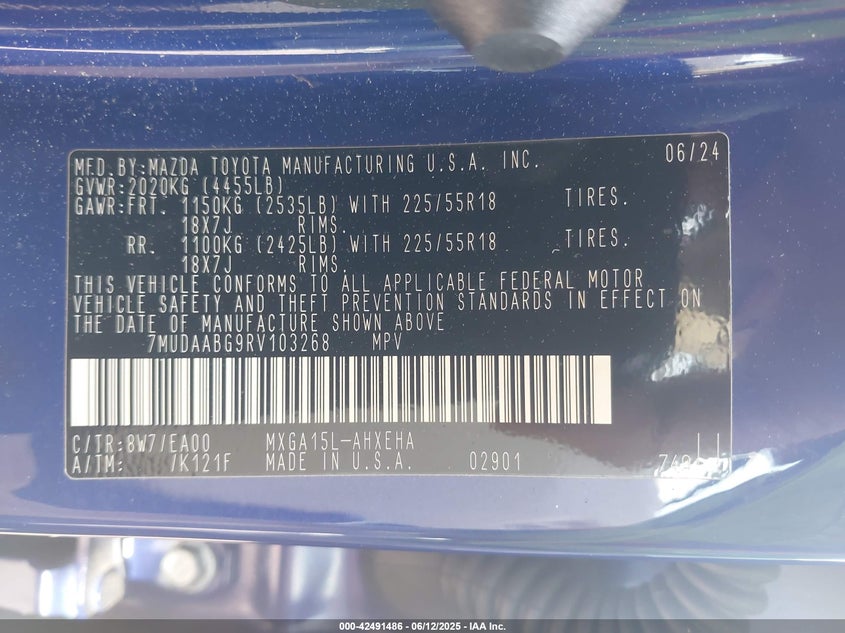 MFD.BY:MAZDA TOYOTA MANUFACTURING U.S.A. INC. 06/24
GVWR:2020KG (4455LB)
GAWR:FRT. 1150KG (2535LB) WITH 225/55R18 TIRES.
18X7J RIMS.
RR. 1100KG (2425LB) WITH 225/55R18 TIRES.
18X7J RIMS.
THIS VEHICLE CONFORMS TO ALL APPLICABLE FEDERAL MOTOR
VEHICLE SAFETY AND THEFT PREVENTION STANDARDS IN EFFECT ON
THE DATE OF MANUFACTURE SHOWN ABOVE
7MUDAABG9RV103268 MPV
C/TR:8W7/EA00 MXGA15L-AHXEHA
A/TM: /K121F MADE IN U.S.A. 02901
000-42491486 - 06/12/2025 - IAA Inc.